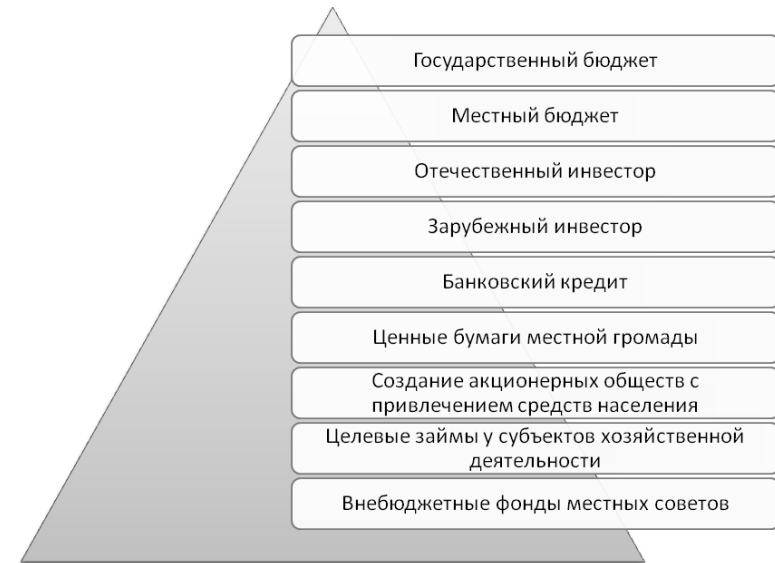 Государственный бюджет
Местный бюджет
Отечественный инвестор
Зарубежный инвестор
Банковский кредит
Ценные бумаги местной громады
Создание акционерных обществ с
привлечением средств населения
Целевые займы у субъектов хозяйственной
деятельности
Внебюджетные фонды местных советов